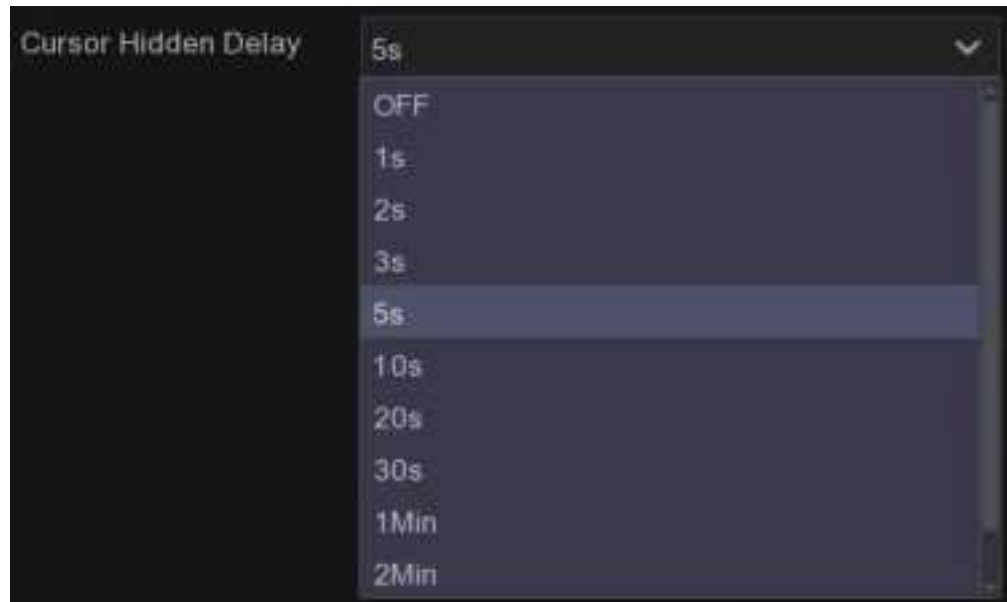 Cursor Hidden Delay 5s
OFF
1s
2s
3s
5s
10s
20s
30s
1Min
2Min